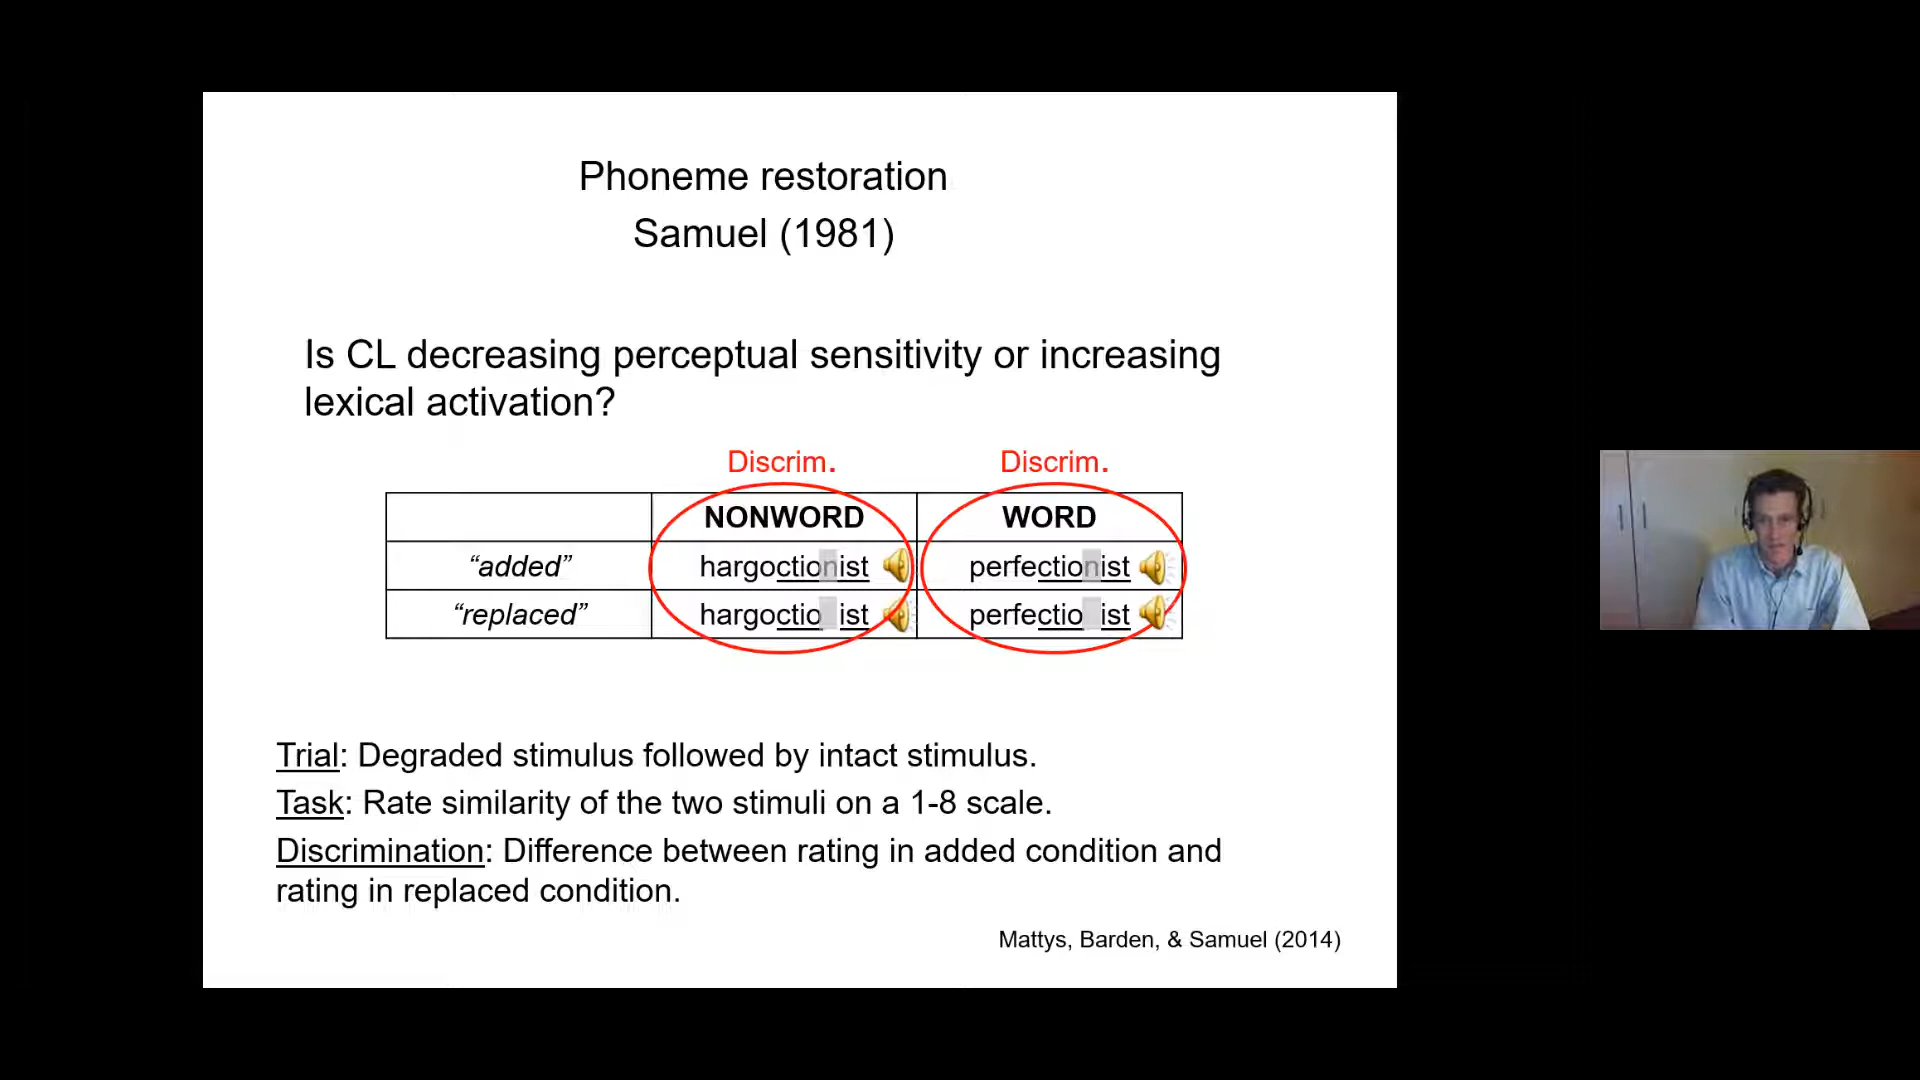 Phoneme restoration
Samuel (1981)
Is CL decreasing perceptual sensitivity or increasing
lexical activation?
Discrim. Discrim.
NONWORD WORD
“added” hargoctionist perfectionist
“replaced” hargoctio ist perfectio ist
Trial: Degraded stimulus followed by intact stimulus.
Task: Rate similarity of the two stimuli on a 1-8 scale.
Discrimination: Difference between rating in added condition and
rating in replaced condition.
Mattys, Barden, & Samuel (2014)